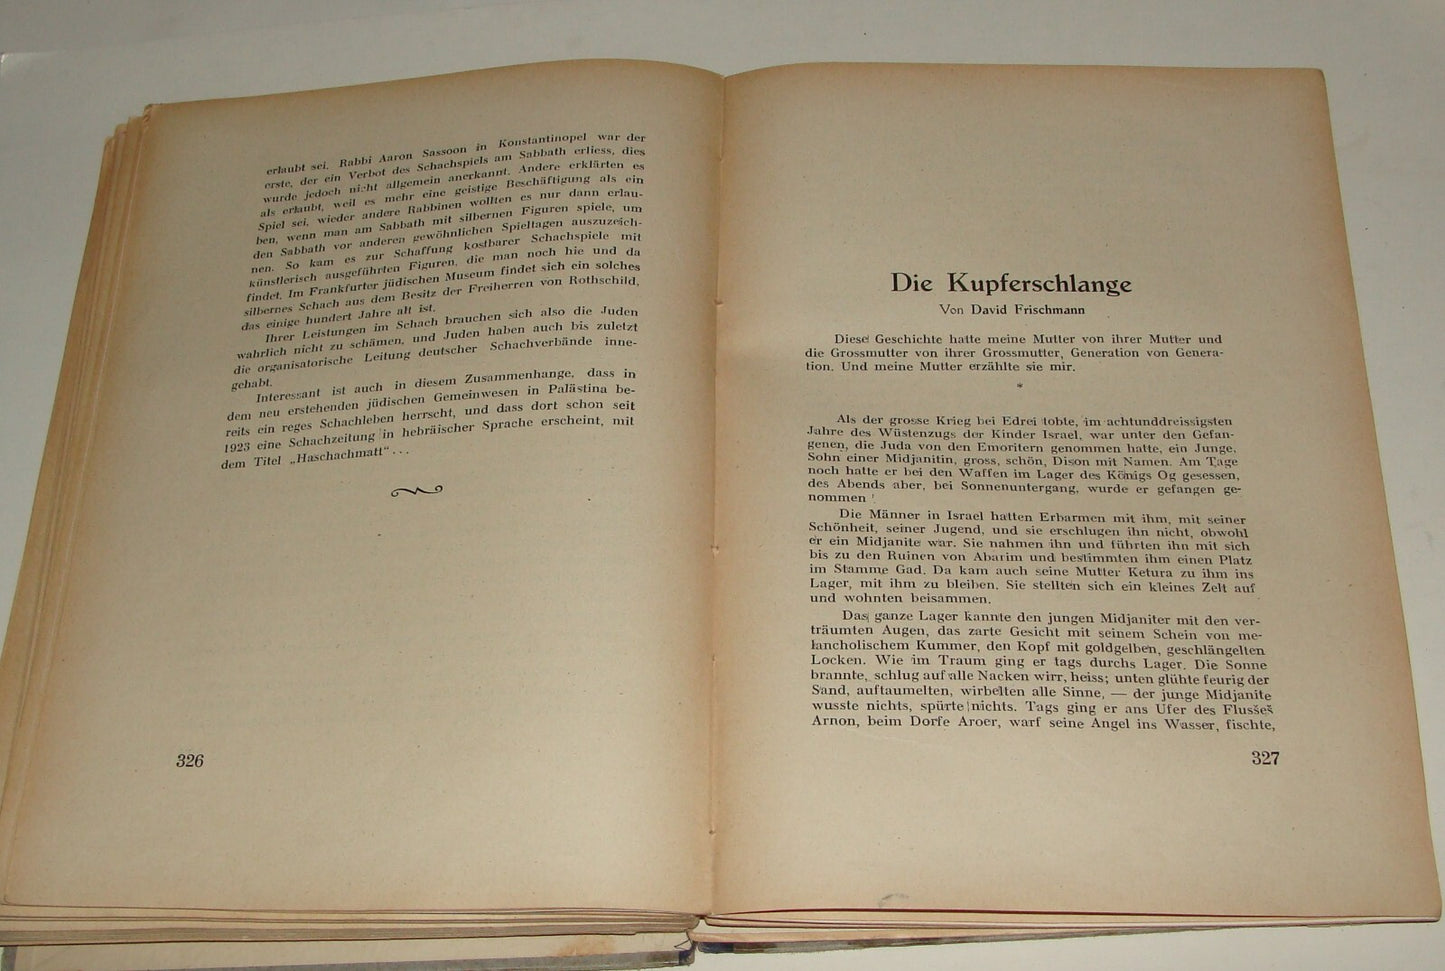 erlaubt sei. Rabbi Aaron Sassoon in Konstantinopel war der
erste, der ein Verbot des Schachspiels am Sabbath erliess, dies
wurde jedoch nicht allgemein anerkannt. Andere erklärten es
als erlaubt, weil es mehr eine geistige Beschäftigung als ein
Spiel sei, wieder andere Rabbinen wollten es nur dann erlau-
ben, wenn man am Sabbath mit silbernen Figuren spiele, um
den Sabbath vor anderen gewöhnlichen Spieltagen auszuzeich-
nen. So kam es zur Schaffung kostbarer Schachspiele mit
künstlerisch ausgeführten Figuren, die man noch hie und da
findet. Im Frankfurter jüdischen Museum findet sich ein solches
silbernes Schach aus dem Besitz der Freiherren von Rothschild,
das einige hundert Jahre alt ist.
Ihrer Leistungen im Schach brauchen sich also die Juden
wahrlich nicht zu schämen, und Juden haben auch bis zuletzt
die organisatorische Leitung deutscher Schachverbände inne-
gehabt.
Interessant ist auch in diesem Zusammenhange, dass in
dem neu erstehenden jüdischen Gemeinwesen in Palästina be-
reits ein reges Schachleben herrscht, und dass dort schon seit
1923 eine Schachzeitung in hebräischer Sprache erscheint, mit
dem Titel „Haschachmatt“...
326
Die Kupferschlange
Von David Frischmann
Diese Geschichte hatte meine Mutter von ihrer Mutter und
die Grossmutter von ihrer Grossmutter, Generation von Genera-
tion. Und meine Mutter erzählte sie mir.
*
Als der grosse Krieg bei Edrei tobte, im achtunddreissigsten
Jahre des Wüstenzugs der Kinder Israel, war unter den Gefan-
genen, die Juda von den Emoritern genommen hatte, ein Junge,
Sohn einer Midjanitin, gross, schön, Dison mit Namen. Am Tage
noch hatte er bei den Waffen im Lager des Königs Og gesessen,
des Abends aber, bei Sonnenuntergang, wurde er gefangen ge-
nommen
Die Männer in Israel hatten Erbarmen mit ihm, mit seiner
Schönheit, seiner Jugend, und sie erschlugen ihn nicht, obwohl
er ein Midjanite war. Sie nahmen ihn und führten ihn mit sich
bis zu den Ruinen von Abarim und bestimmten ihm einen Platz
im Stamme Gad. Da kam auch seine Mutter Ketura zu ihm ins
Lager, mit ihm zu bleiben. Sie stellten sich ein kleines Zelt auf
und wohnten beisammen.
Das ganze Lager kannte den jungen Midjaniter mit den ver-
träumten Augen, das zarte Gesicht mit seinem Schein von me-
lancholischem Kummer, den Kopf mit goldgelben, geschlängelten
Locken. Wie im Traum ging er tags durchs Lager. Die Sonne
brannte, schlug auf alle Nacken wirr, heiss; unten glühte feurig der
Sand, auftaumelten, wirbelten alle Sinne, — der junge Midjanite
wusste nichts, spürte nichts. Tags ging er ans Ufer des Flusses
Arnon, beim Dorfe Aroer, warf seine Angel ins Wasser, fischte,
327